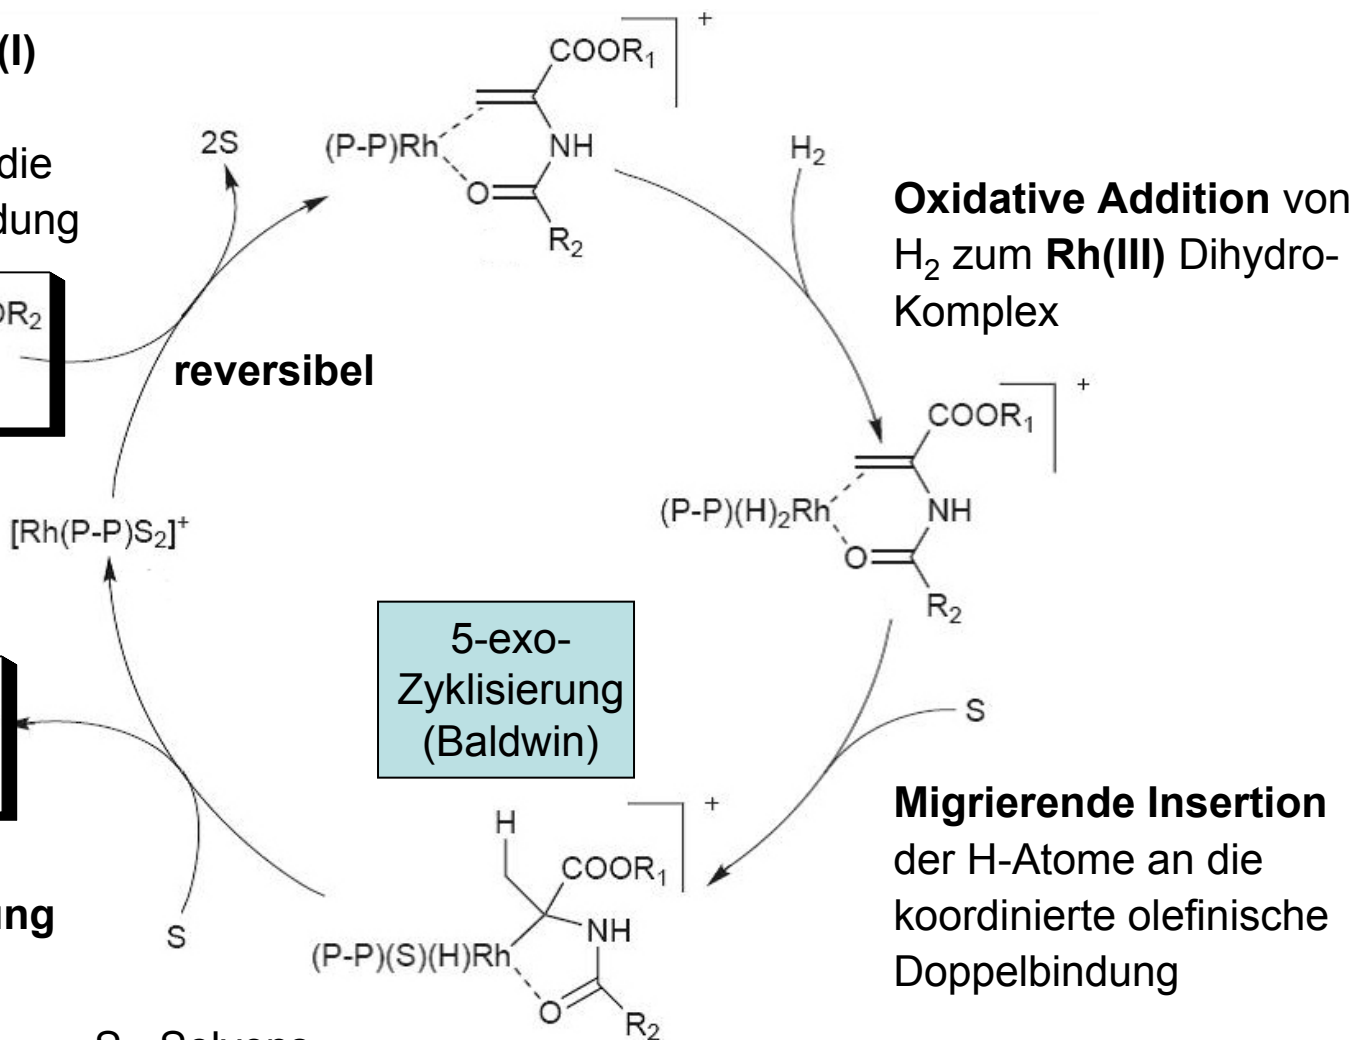 (I)
die
dung
OR₂
2S
COOR₁
+
(P-P)Rh
NH
O
R₂
H₂
Oxidative Addition von
H₂ zum Rh(III) Dihydro-
Komplex
reversibel
COOR₁
+
(P-P)(H)₂Rh
NH
O
R₂
[Rh(P-P)S₂]⁺
5-exo-
Zyklisierung
(Baldwin)
S
Migrierende Insertion
der H-Atome an die
koordinierte olefinische
Doppelbindung
H
COOR₁
+
(P-P)(S)(H)Rh
NH
O
R₂
ung
S